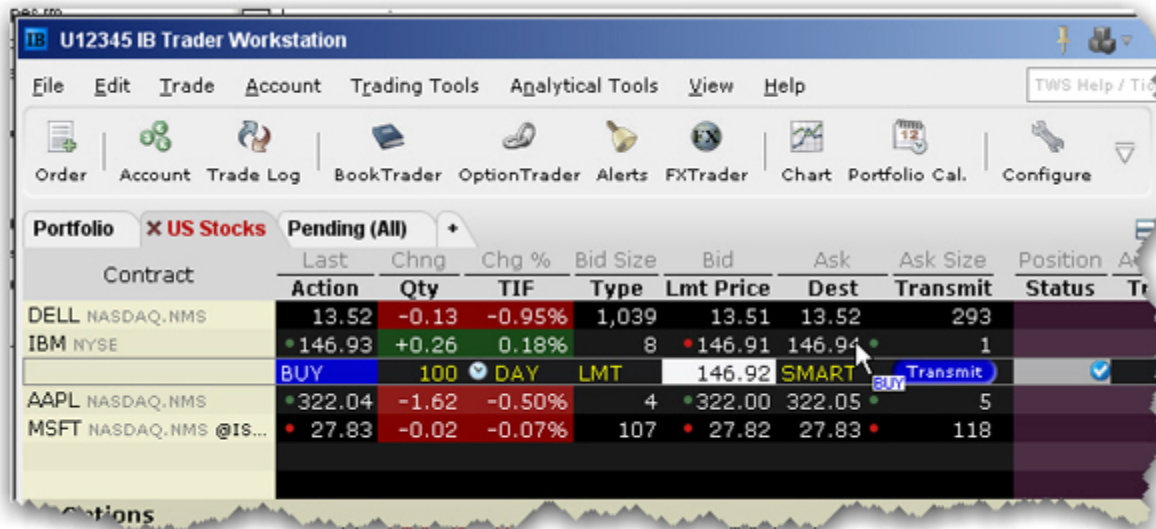 IB U12345 IB Trader Workstation
File Edit Trade Account Trading Tools Analytical Tools View Help TWS Help /
12 FX
Order Account Trade Log BookTrader OptionTrader Alerts FXTrader Chart Portfolio Cal. Configure
Portfolio US Stocks Pending (All) +
Contract Last Chng Chg % Bid Size Bid Ask Ask Size Position
Action Qty TIF Type Lmt Price Dest Transmit Status
DELL NASDAQ.NMS 13.52 -0.13 -0.95% 1,039 13.51 13.52 293
IBM NYSE 146.93 +0.26 0.18% 8 146.91 146.94 1
BUY 100 DAY LMT 146.92 SMART BUY Transmit
AAPL NASDAQ.NMS 322.04 -1.62 -0.50% 4 322.00 322.05 5
MSFT NASDAQ.NMS @IS... 27.83 -0.02 -0.07% 107 27.82 27.83 118